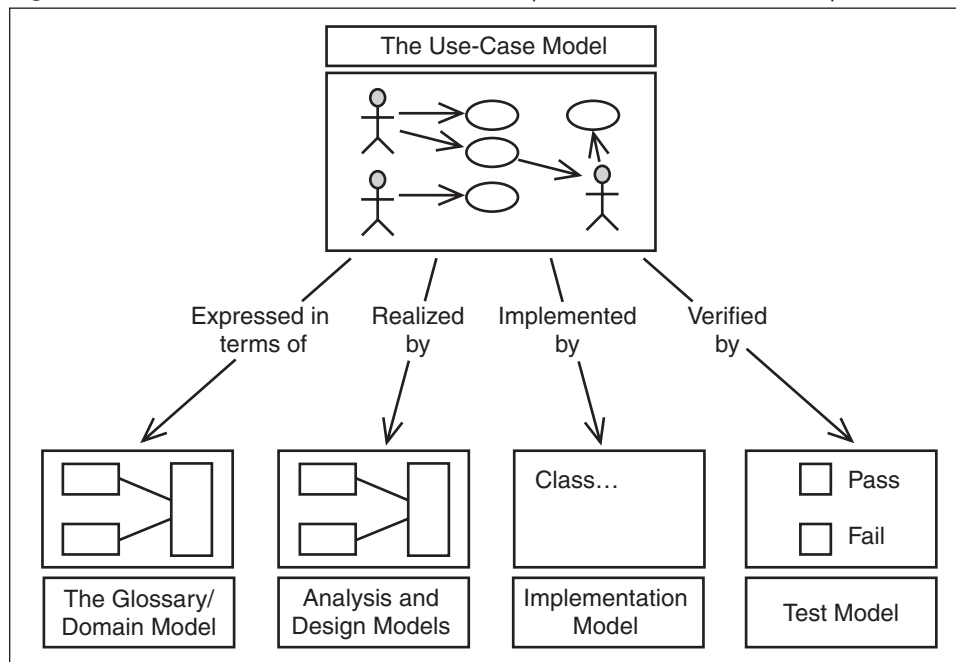 The Use-Case Model
Expressed in
terms of
Realized
by
Implemented
by
Verified
by
Class…
Pass
Fail
The Glossary/
Domain Model
Analysis and
Design Models
Implementation
Model
Test Model